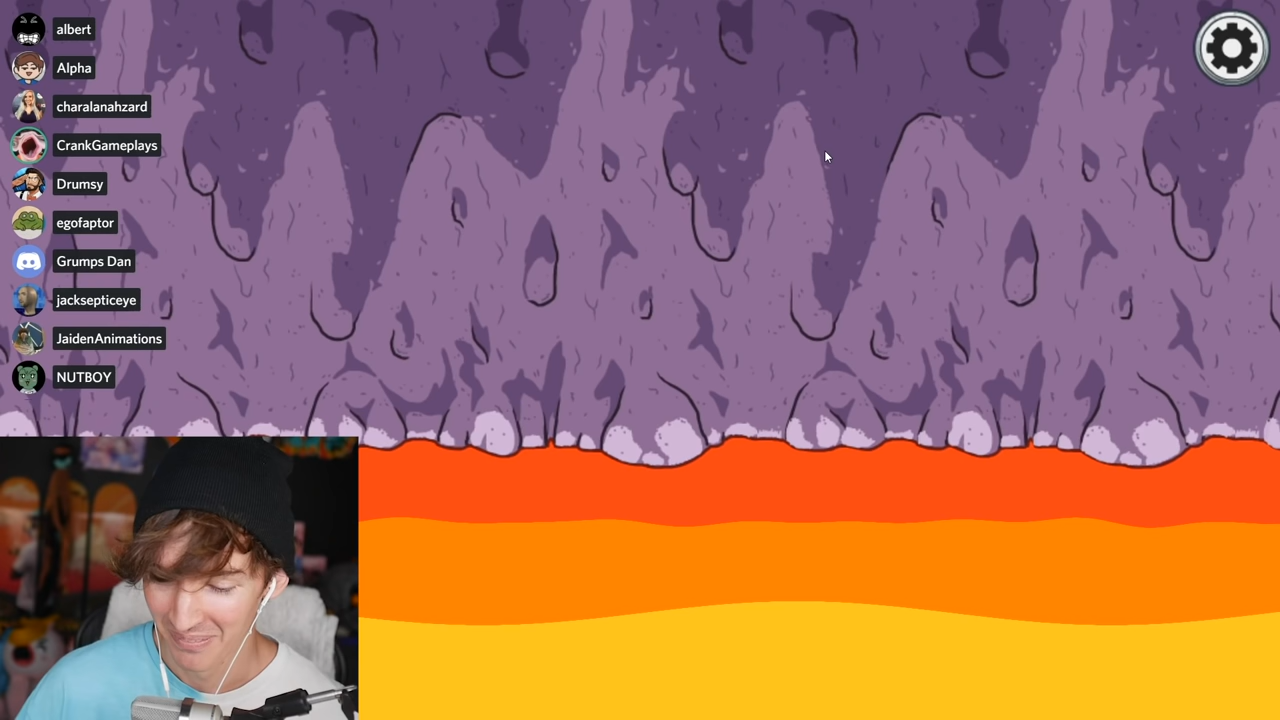 albert
Alpha
charalanahzard
CrankGameplays
Drumsy
egofaptor
Grumps Dan
jacksepticeye
JaidenAnimations
NUTBOY